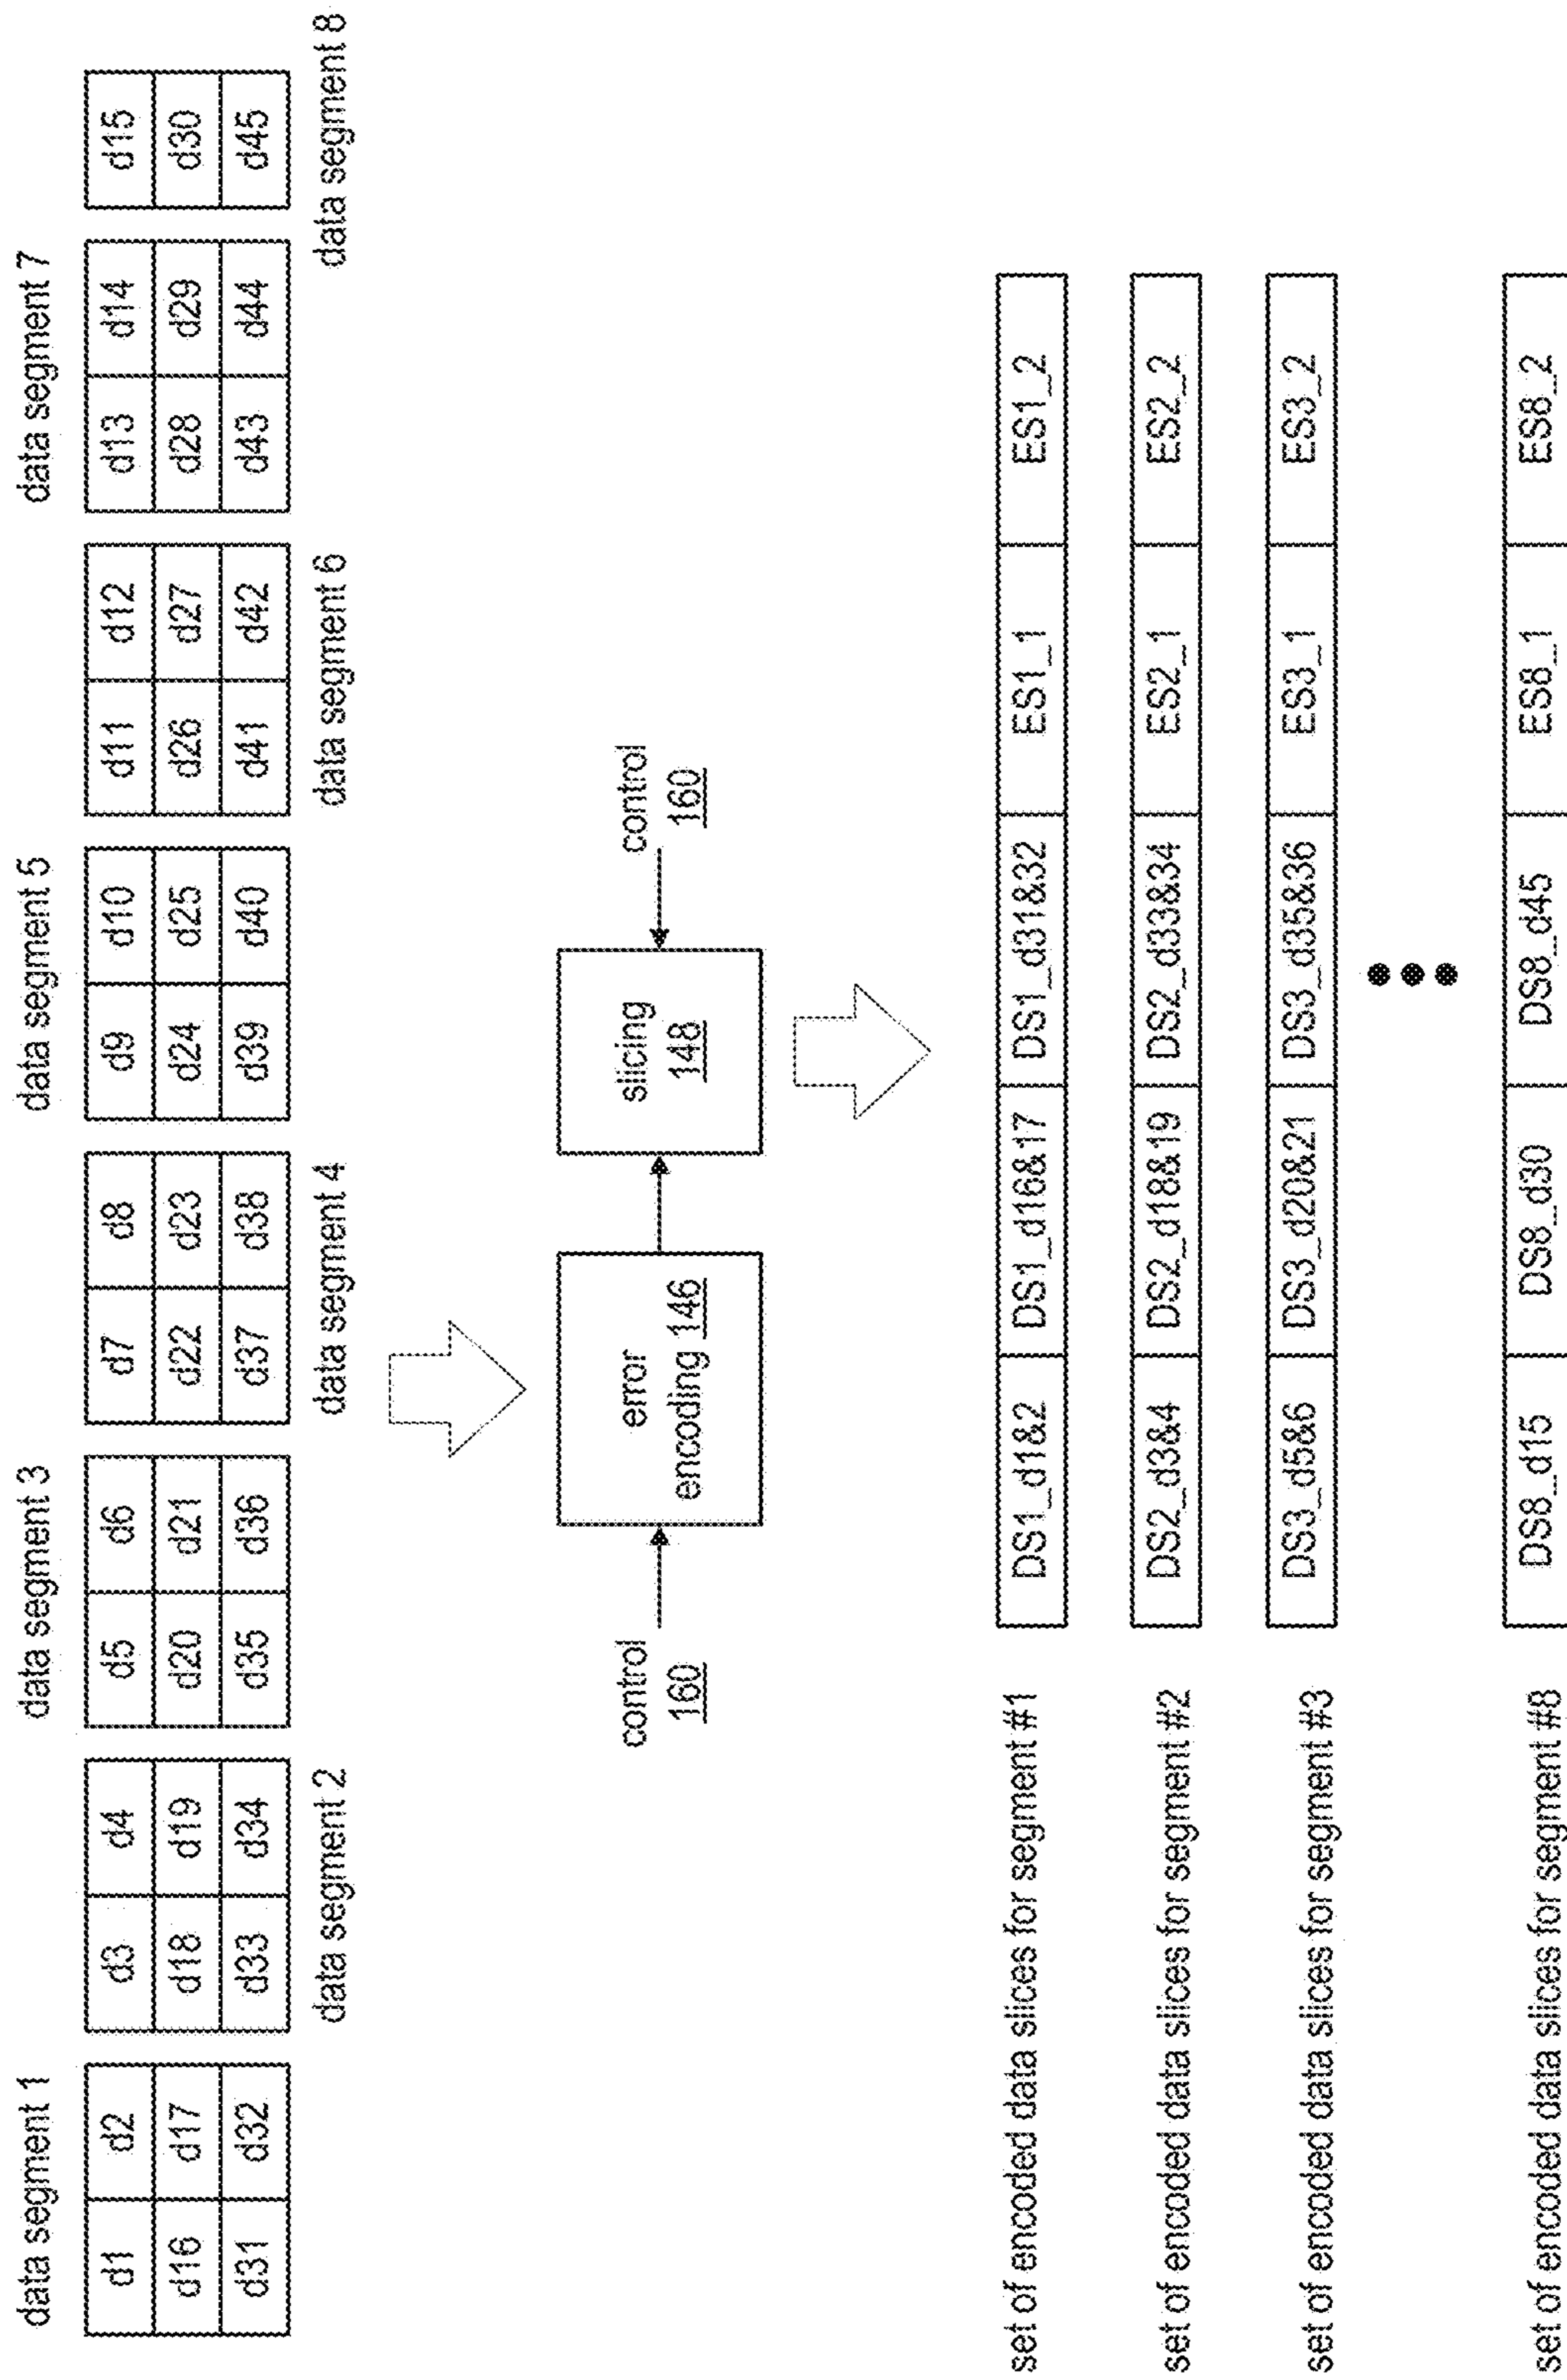 data segment 1
data segment 3
data segment 5
data segment 7
d1 d2 d3 d4 d5 d6 d7 d8 d9 d10 d11 d12 d13 d14 d15
d16 d17 d18 d19 d20 d21 d22 d23 d24 d25 d26 d27 d28 d29 d30
d31 d32 d33 d34 d35 d36 d37 d38 d39 d40 d41 d42 d43 d44 d45
data segment 2
data segment 4
data segment 6
data segment 8
control
160
error
encoding 146
slicing
148
control
160
set of encoded data slices for segment #1
DS1_d1&2 DS1_d16&17 DS1_d31&32 ES1_1 ES1_2
set of encoded data slices for segment #2
DS2_d3&4 DS2_d18&19 DS2_d33&34 ES2_1 ES2_2
set of encoded data slices for segment #3
DS3_d5&6 DS3_d20&21 DS3_d35&36 ES3_1 ES3_2
set of encoded data slices for segment #8
DS8_d15 DS8_d30 DS8_d45 ES8_1 ES8_2